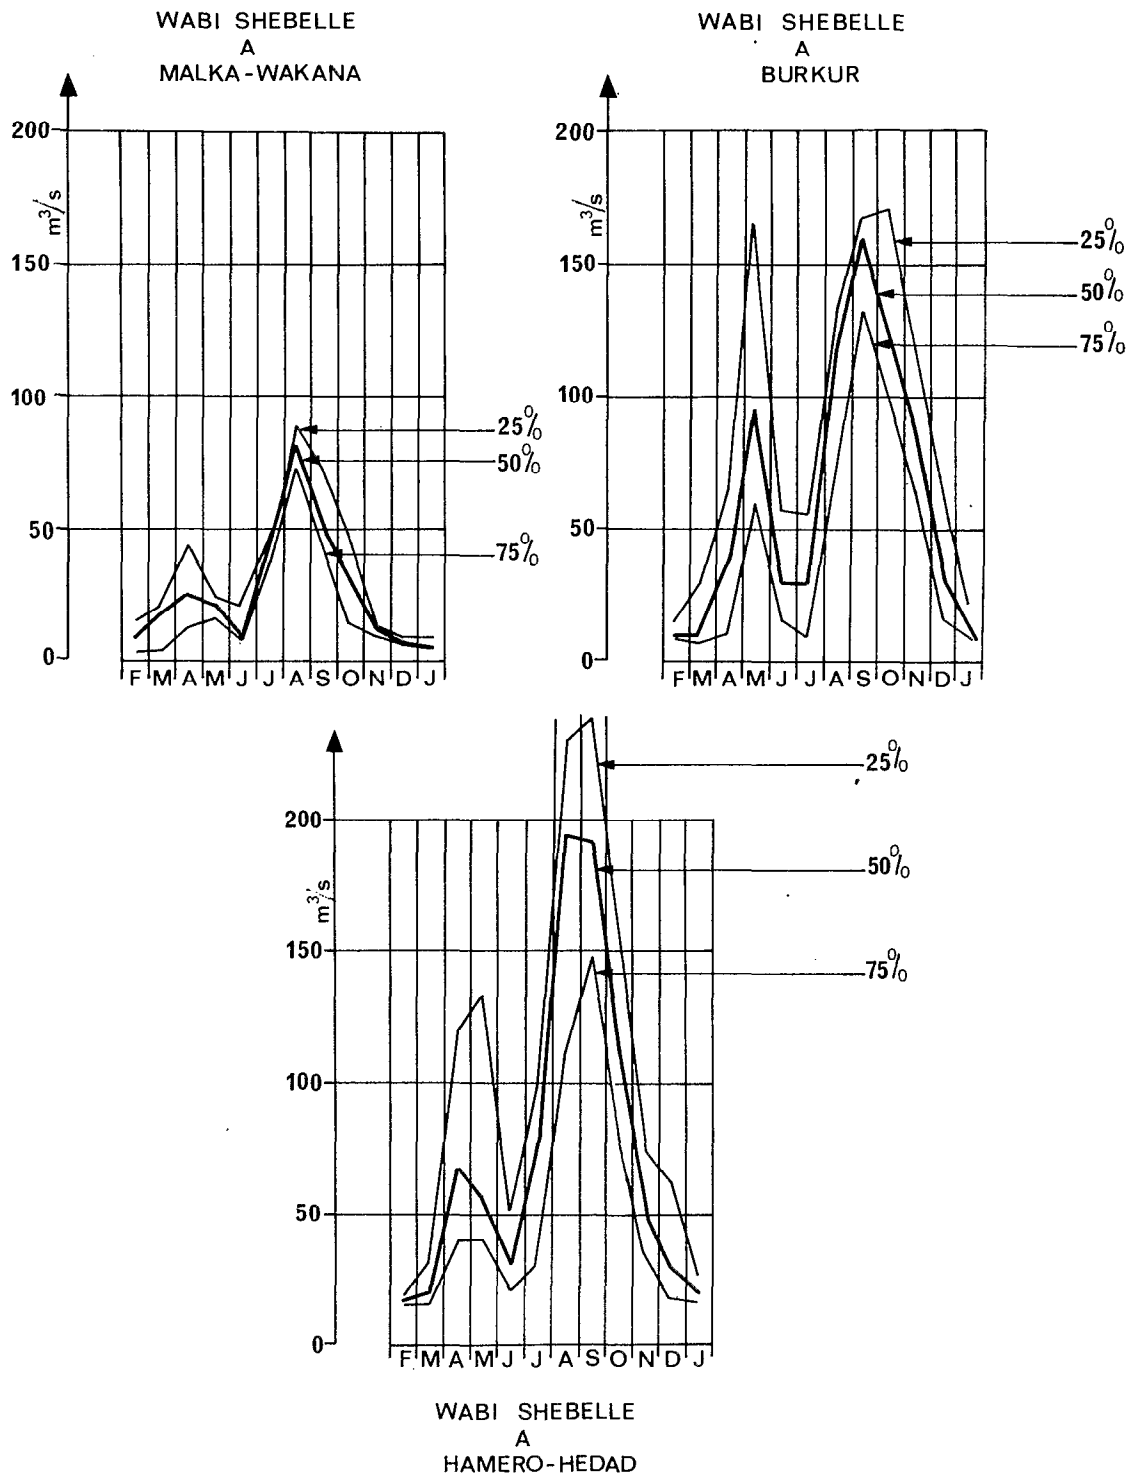 WABI SHEBELLE
A
MALKA-WAKANA
200
m³/s
150
100
50
0
25%
50%
75%
F M A M J J A S O N D J
WABI SHEBELLE
A
BURKUR
200
m³/s
150
100
50
0
25%
50%
75%
F M A M J J A S O N D J
200
m³/s
150
100
50
0
25%
50%
75%
F M A M J J A S O N D J
WABI SHEBELLE
A
HAMERO-HEDAD